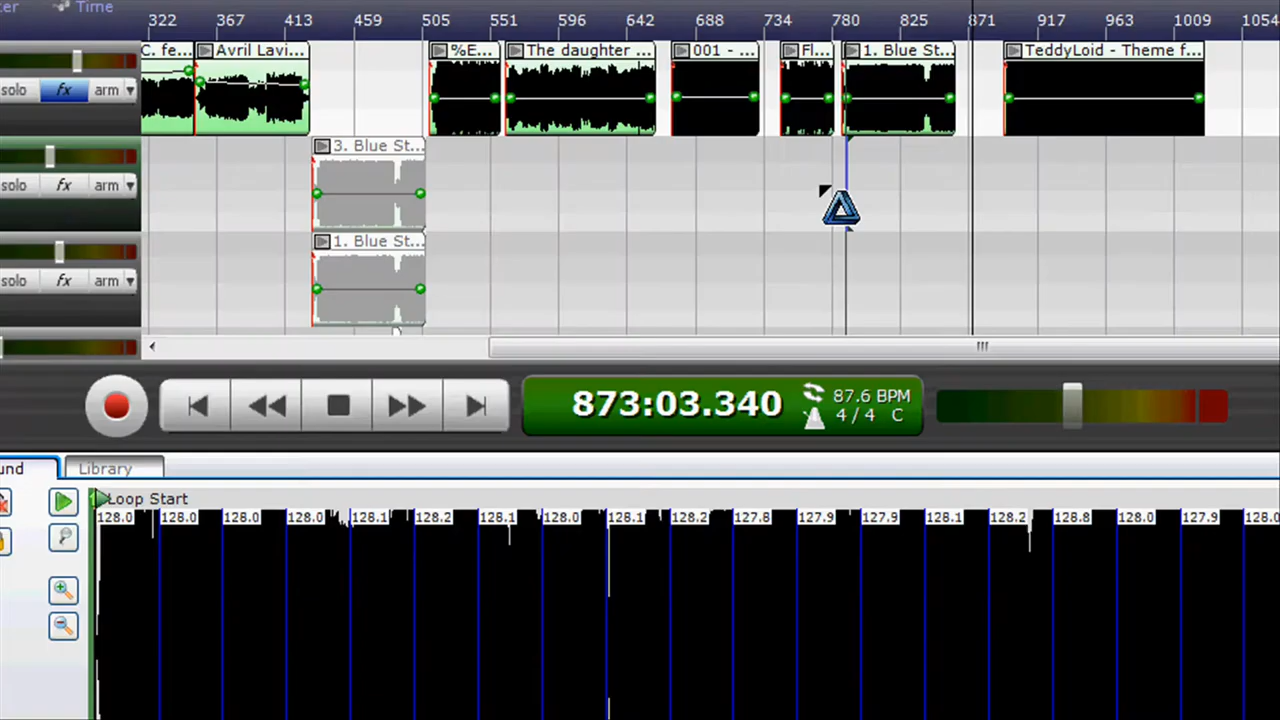 ter Time
322 367 413 459 505 551 596 642 688 734 780 825 871 917 963 1009 1054
C. fe... Avril Lavi... %E... The daughter ... 001 - ... Fl... 1. Blue St... TeddyLoid - Theme f...
solo fx arm
3. Blue St...
solo fx arm
1. Blue St...
solo fx arm
873:03.340 87.6 BPM
4 / 4 C
und Library
Loop Start
128.0 128.0 128.0 128.0 128.1 128.2 128.1 128.0 128.1 128.2 127.8 127.9 127.9 128.1 128.2 128.8 128.0 127.9 128.0